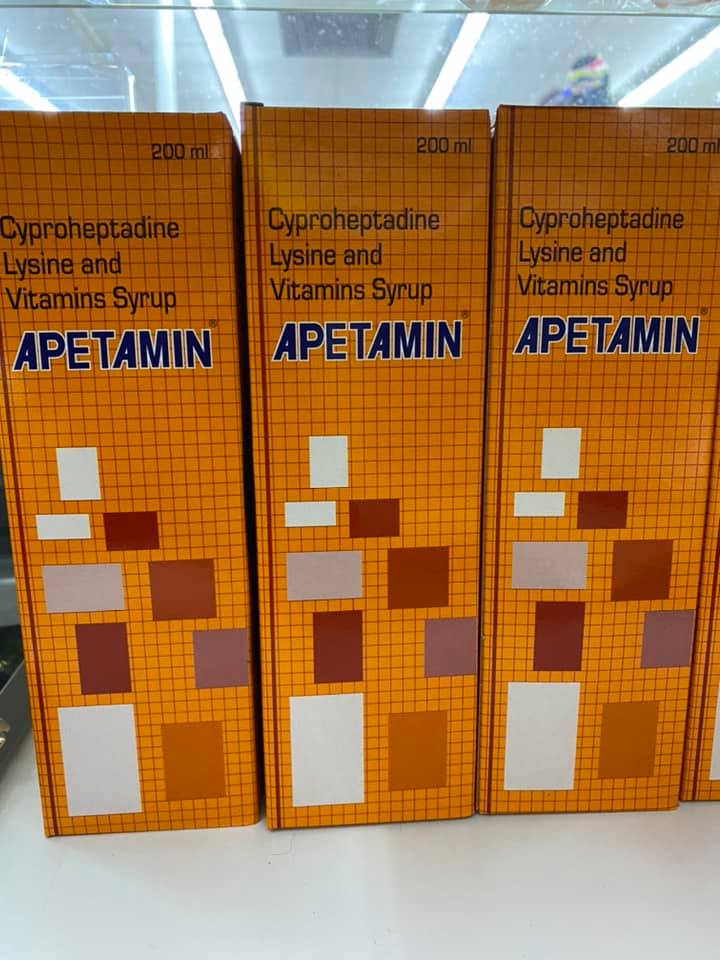 200 ml
Cyproheptadine
Lysine and
Vitamins Syrup
APETAMIN®
200 ml
Cyproheptadine
Lysine and
Vitamins Syrup
APETAMIN®
200 ml
Cyproheptadine
Lysine and
Vitamins Syrup
APETAMIN®